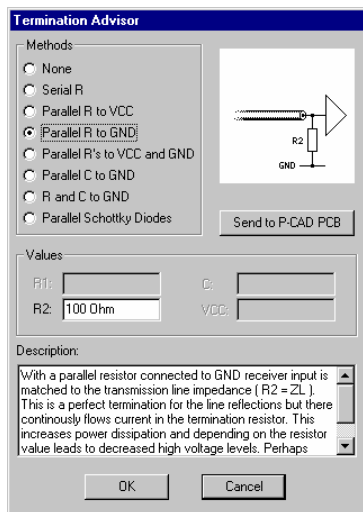 Termination Advisor
Methods
None
Serial R
Parallel R to VCC
Parallel R to GND
Parallel R's to VCC and GND
Parallel C to GND
R and C to GND
Parallel Schottky Diodes
R2
GND
Send to P-CAD PCB
Values
R1:
C:
R2: 100 Ohm
VCC:
Description:
With a parallel resistor connected to GND receiver input is
matched to the transmission line impedance ( R2 = ZL ).
This is a perfect termination for the line reflections but there
continously flows current in the termination resistor. This
increases power dissipation and depending on the resistor
value leads to decreased high voltage levels. Perhaps
OK
Cancel